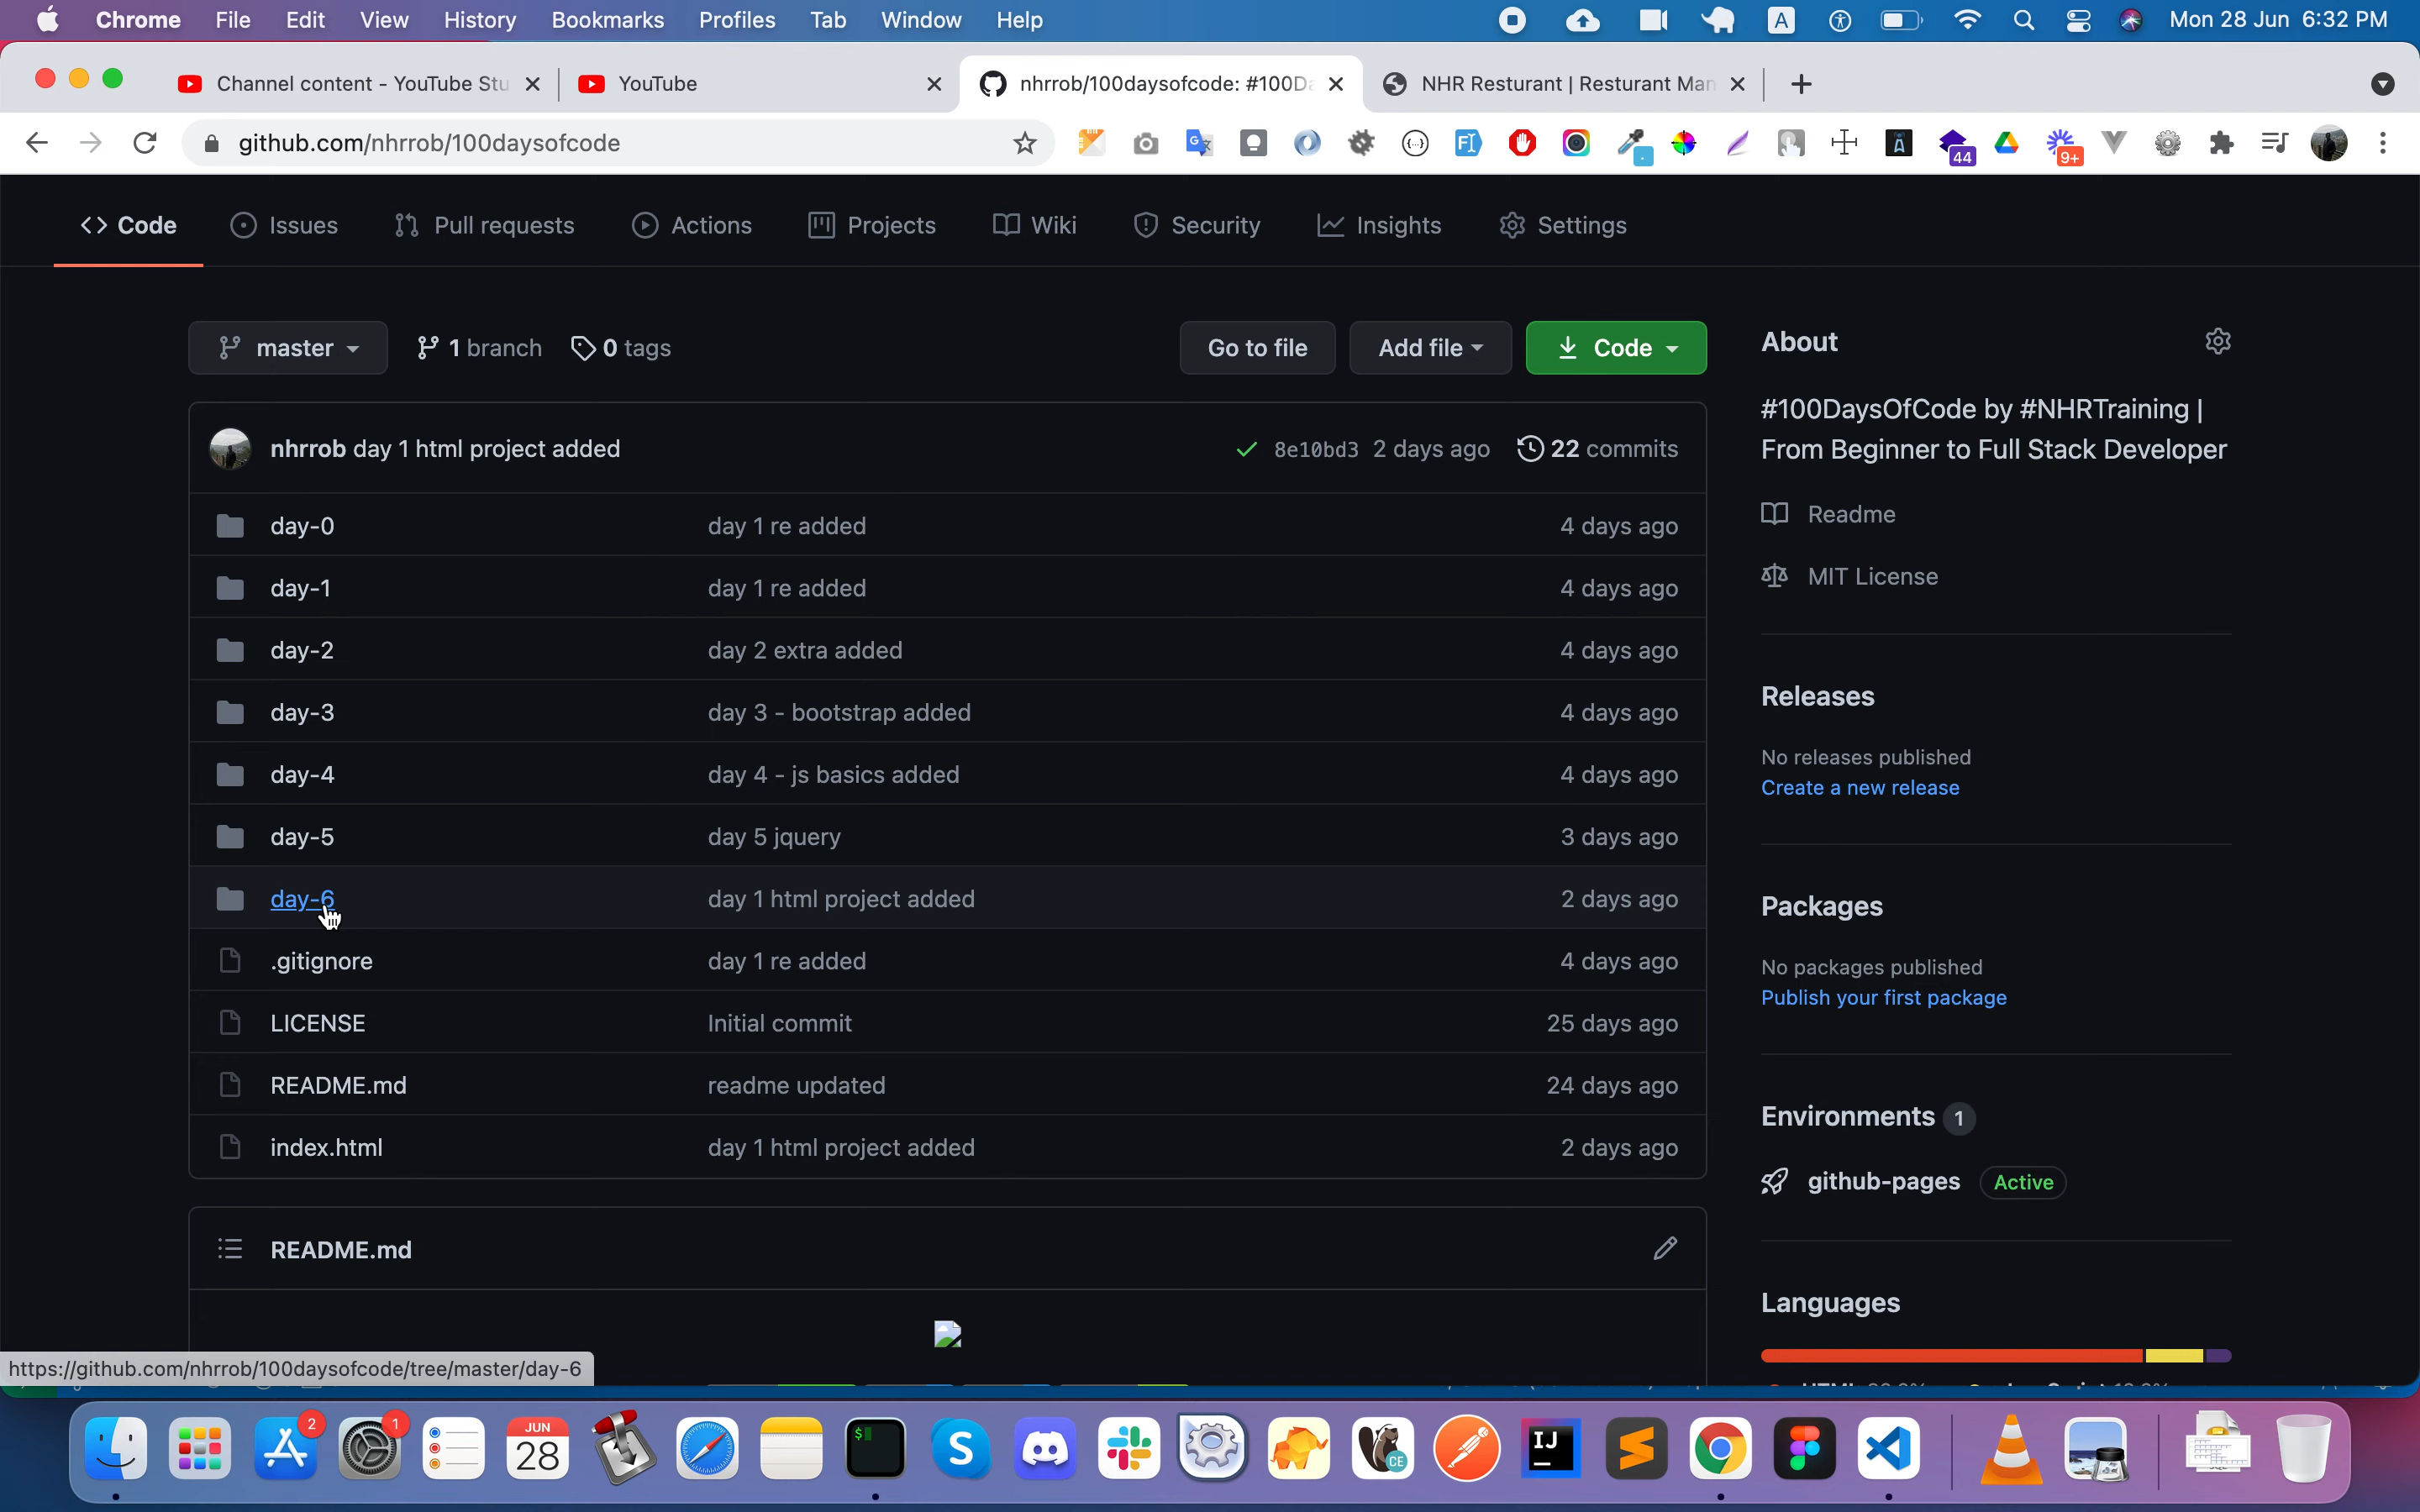 Chrome File Edit View History Bookmarks Profiles Tab Window Help A Mon 28 Jun 6:32 PM
Channel content - YouTube Stu YouTube nhrrob/100daysofcode: #100Da NHR Resturant | Resturant Man
github.com/nhrrob/100daysofcode 44 9+
Code Issues Pull requests Actions Projects Wiki Security Insights Settings
master 1 branch 0 tags Go to file Add file Code
nhrrob day 1 html project added 8e10bd3 2 days ago 22 commits
day-0 day 1 re added 4 days ago
day-1 day 1 re added 4 days ago
day-2 day 2 extra added 4 days ago
day-3 day 3 - bootstrap added 4 days ago
day-4 day 4 - js basics added 4 days ago
day-5 day 5 jquery 3 days ago
day-6 day 1 html project added 2 days ago
.gitignore day 1 re added 4 days ago
LICENSE Initial commit 25 days ago
README.md readme updated 24 days ago
index.html day 1 html project added 2 days ago
README.md
About
#100DaysOfCode by #NHRTraining |
From Beginner to Full Stack Developer
Readme
MIT License
Releases
No releases published
Create a new release
Packages
No packages published
Publish your first package
Environments 1
github-pages Active
Languages
https://github.com/nhrrob/100daysofcode/tree/master/day-6
2 1 JUN 28 $ S CE IJ